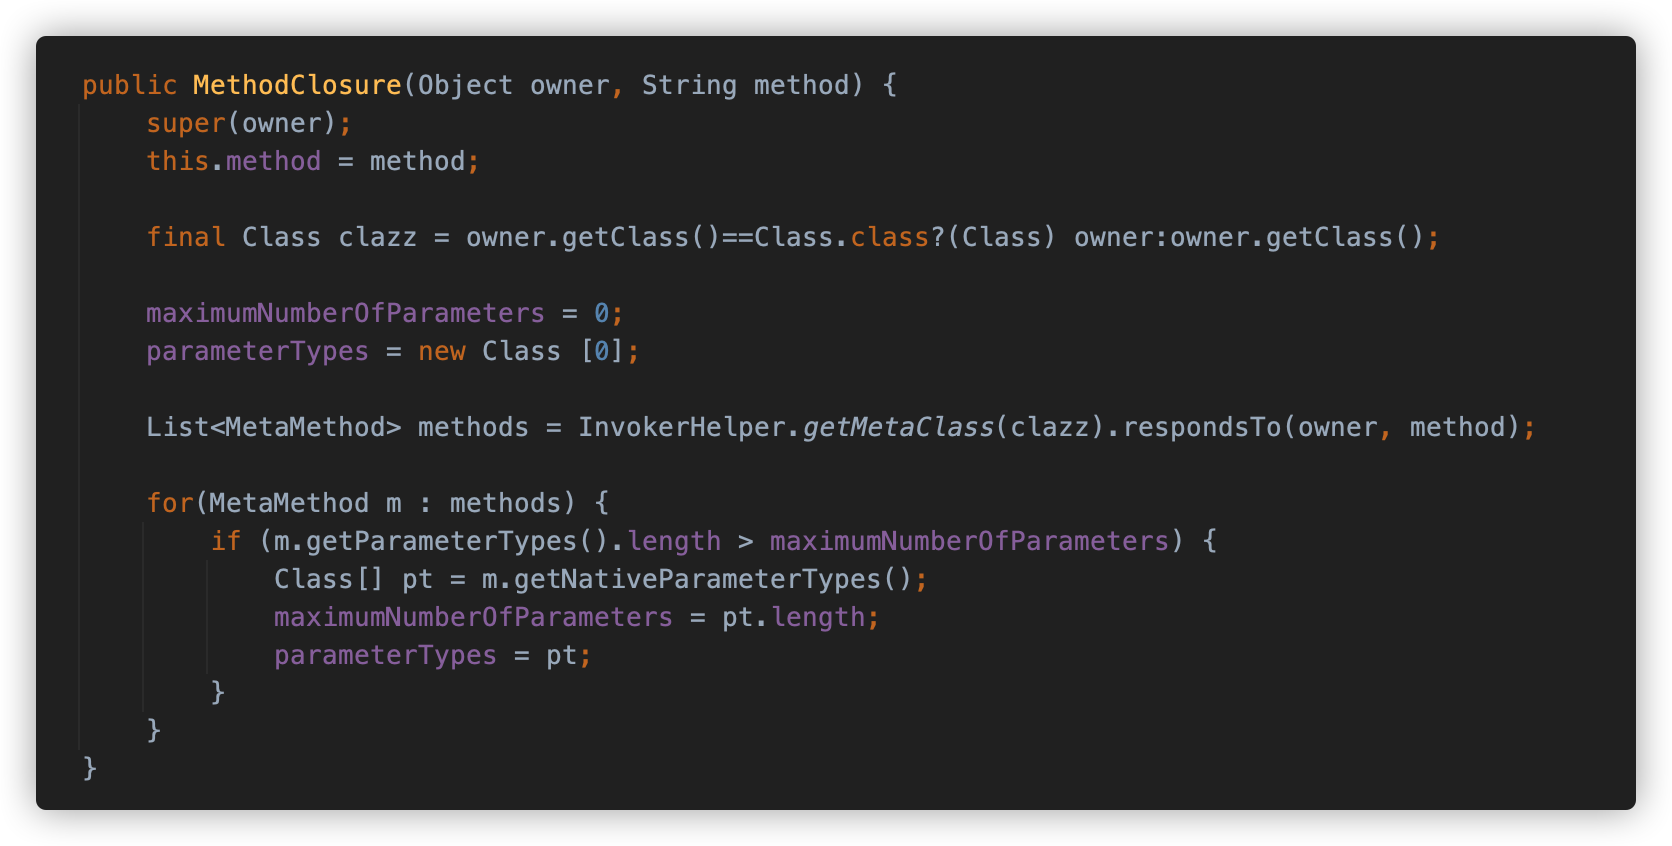 public MethodClosure(Object owner, String method) {
    super(owner);
    this.method = method;
    final Class clazz = owner.getClass()==Class.class?(Class) owner:owner.getClass();
    maximumNumberOfParameters = 0;
    parameterTypes = new Class [0];
    List<MetaMethod> methods = InvokerHelper.getMetaClass(clazz).respondsTo(owner, method);
    for(MetaMethod m : methods) {
        if (m.getParameterTypes().length > maximumNumberOfParameters) {
            Class[] pt = m.getNativeParameterTypes();
            maximumNumberOfParameters = pt.length;
            parameterTypes = pt;
        }
    }
}